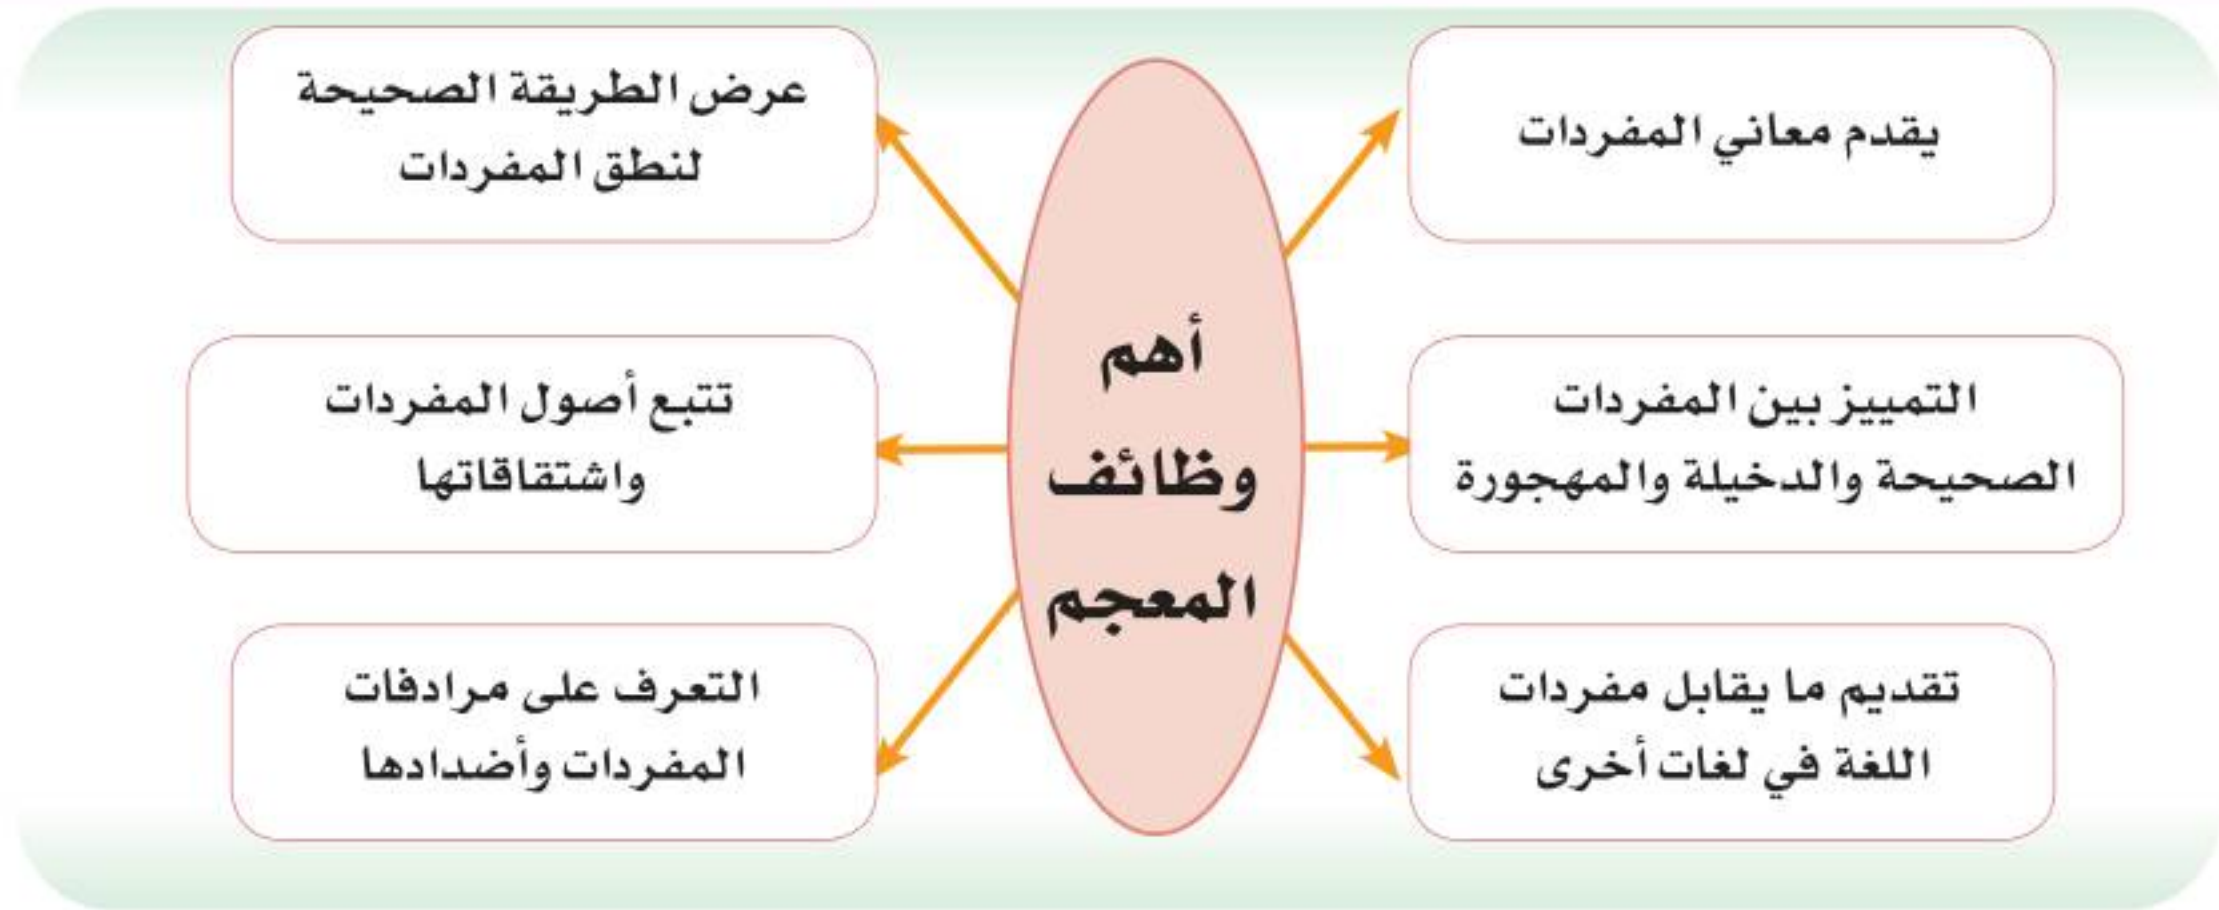 أهم
وظائف
المعجم
يقدم معاني المفردات
عرض الطريقة الصحيحة
لنطق المفردات
التمييز بين المفردات
الصحيحة والدخيلة والمهجورة
تتبع أصول المفردات
واشتقاقاتها
تقديم ما يقابل مفردات
اللغة في لغات أخرى
التعرف على مرادفات
المفردات وأضدادها